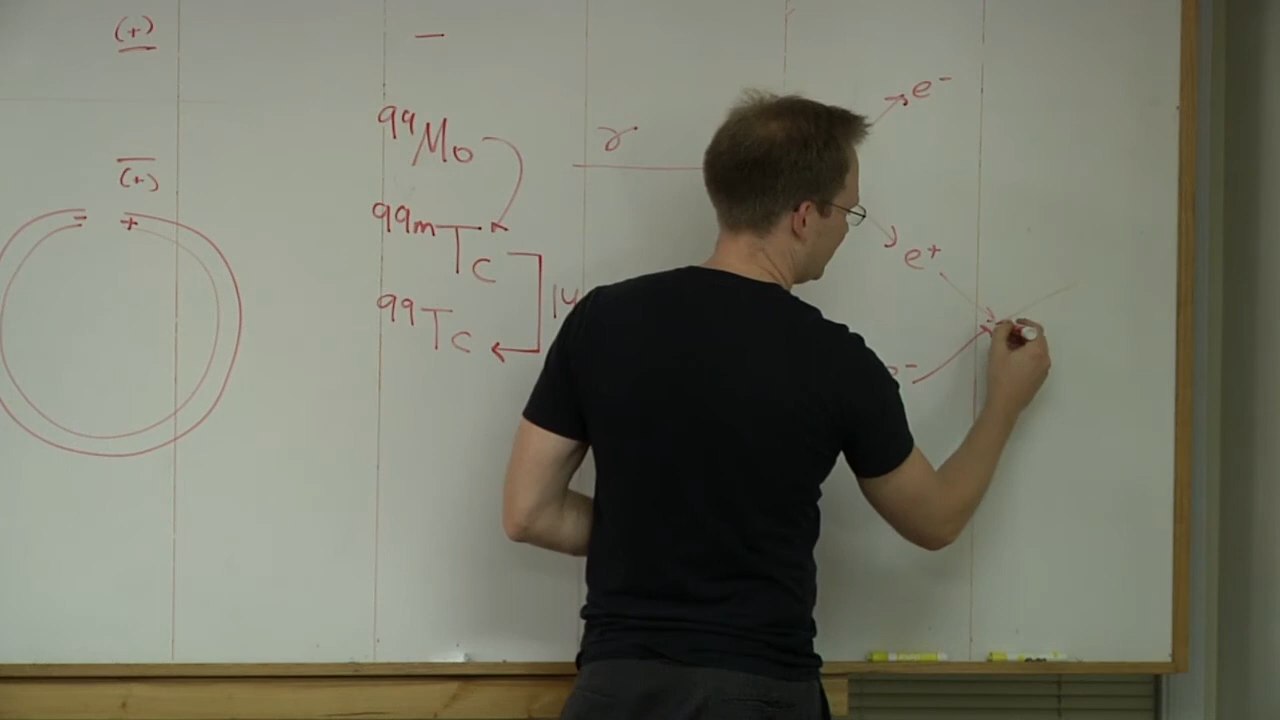 (+)
(+)
- +
–
99Mo
99mTc
99Tc
14
γ
e-
e+